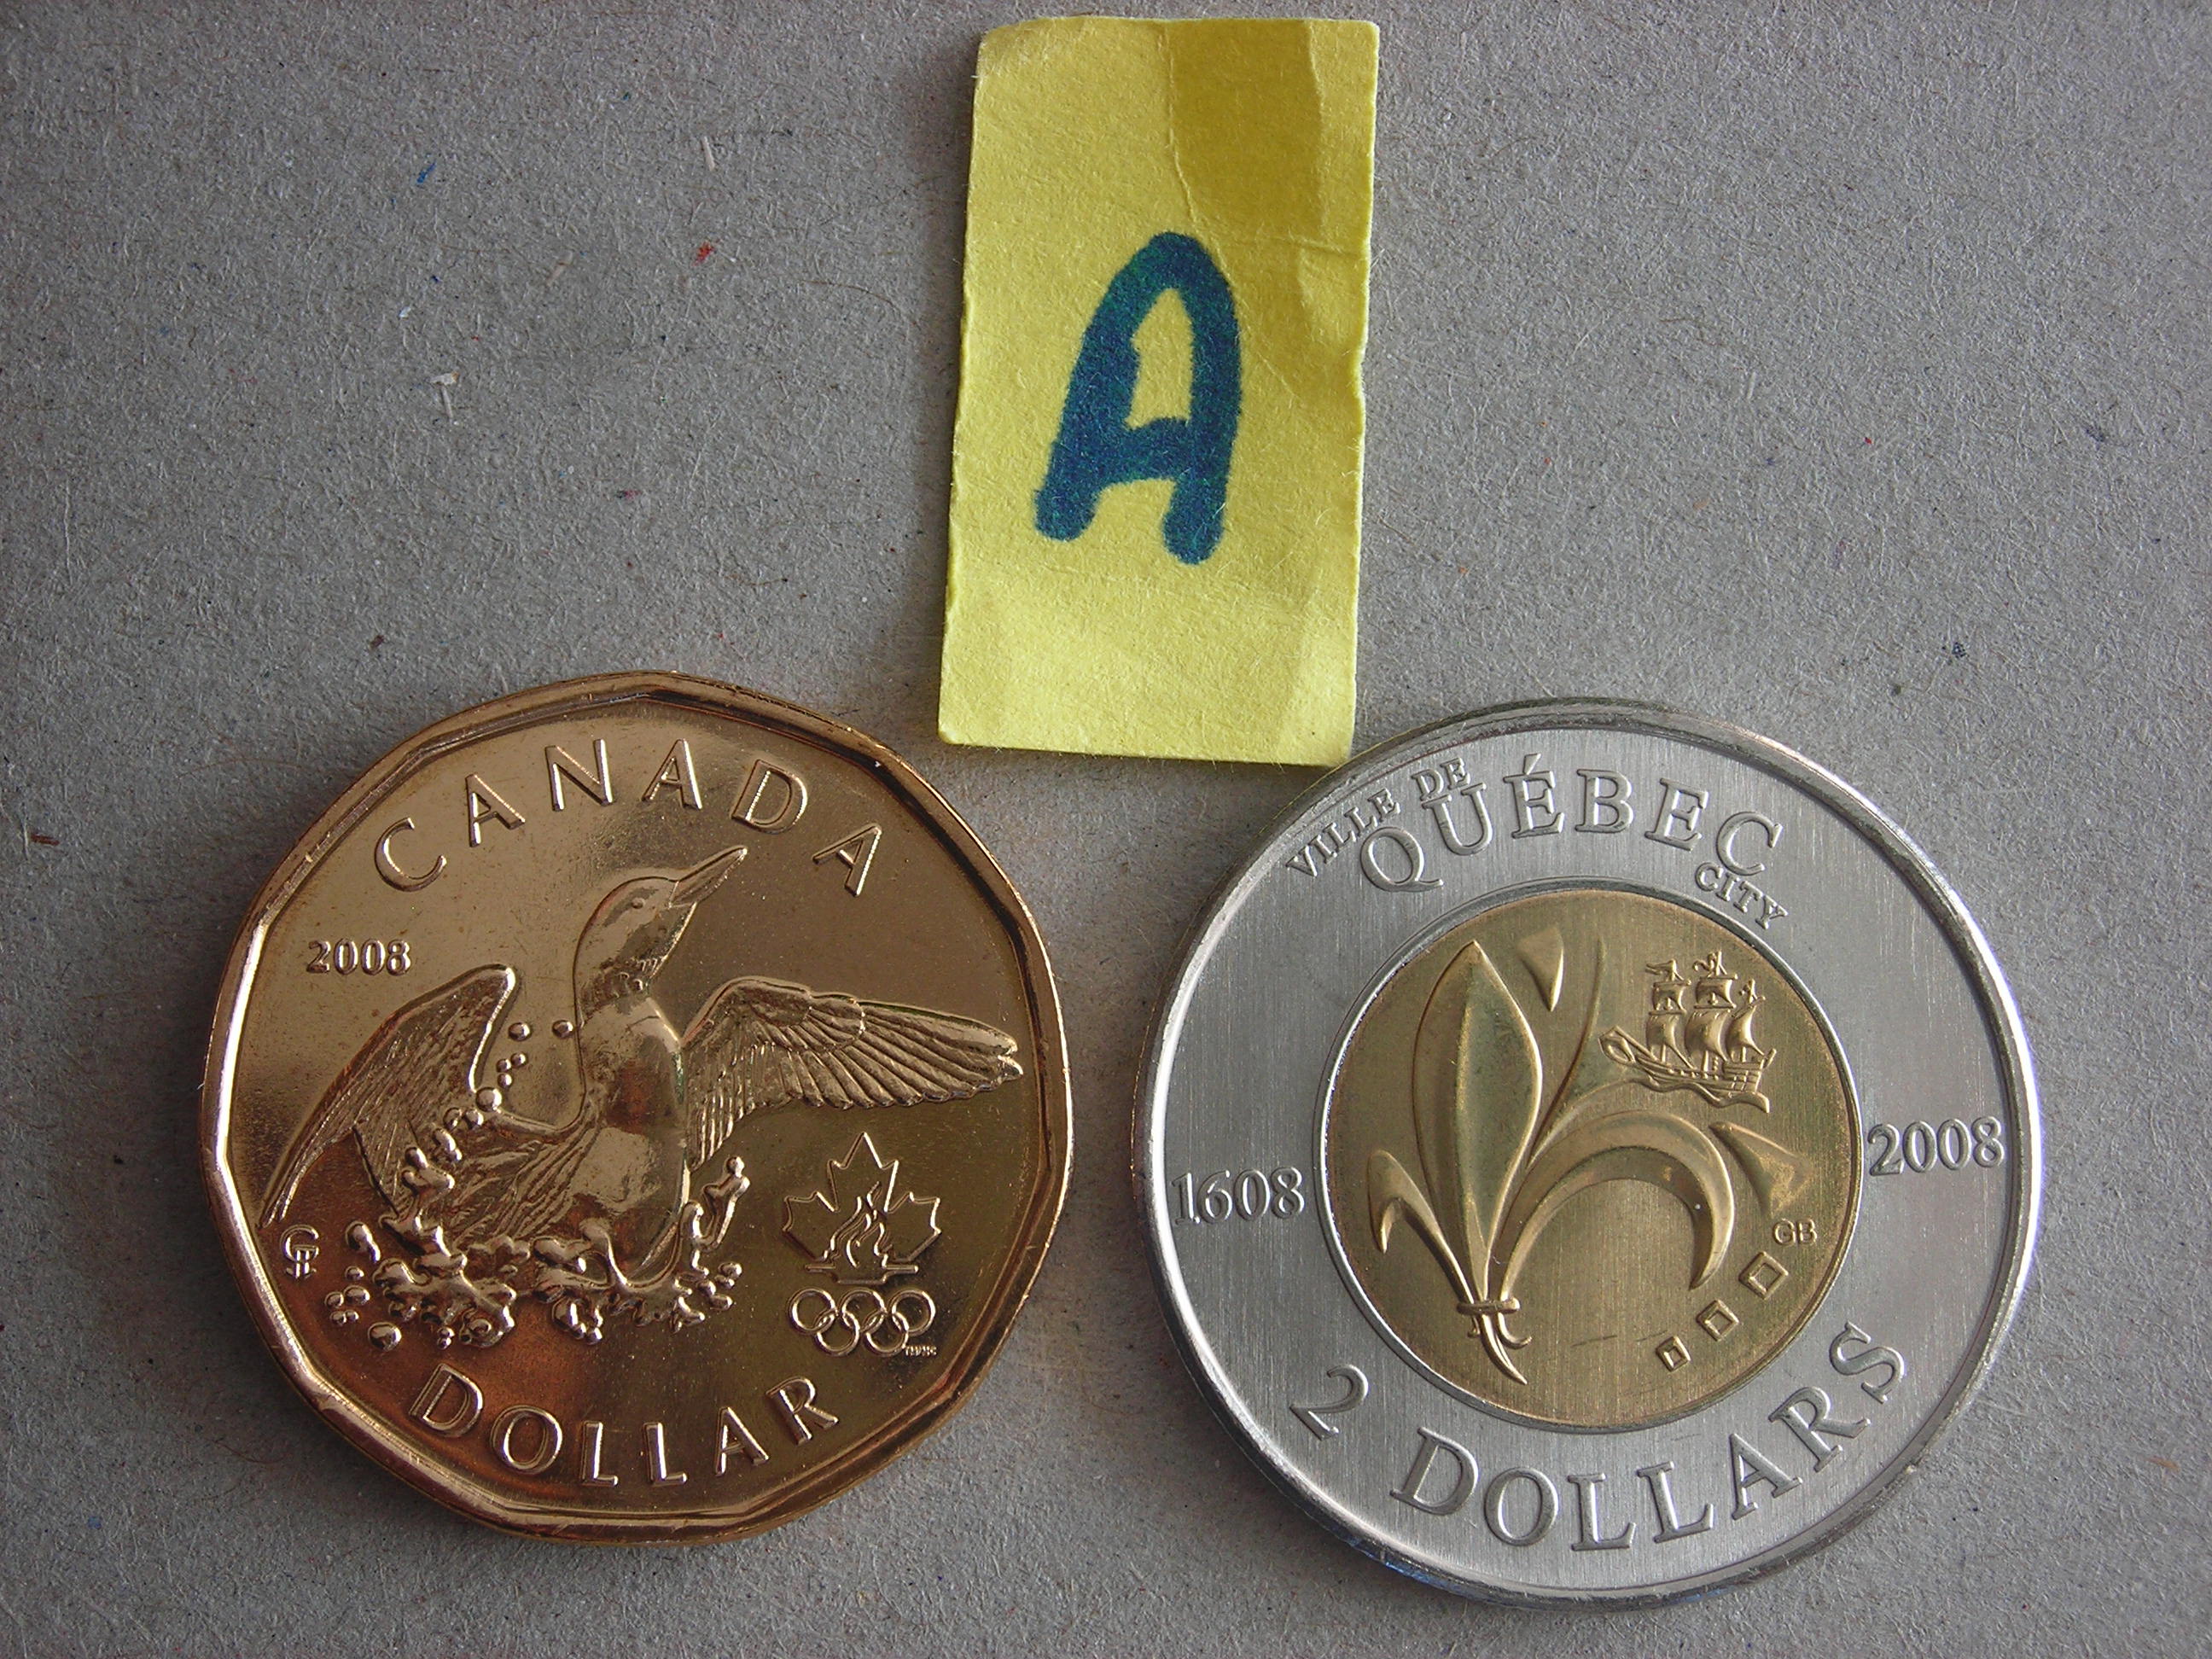 A
CANADA
2008
DOLLAR
VILLE DE
QUÉBEC
CITY
1608
2008
GB
2 DOLLARS